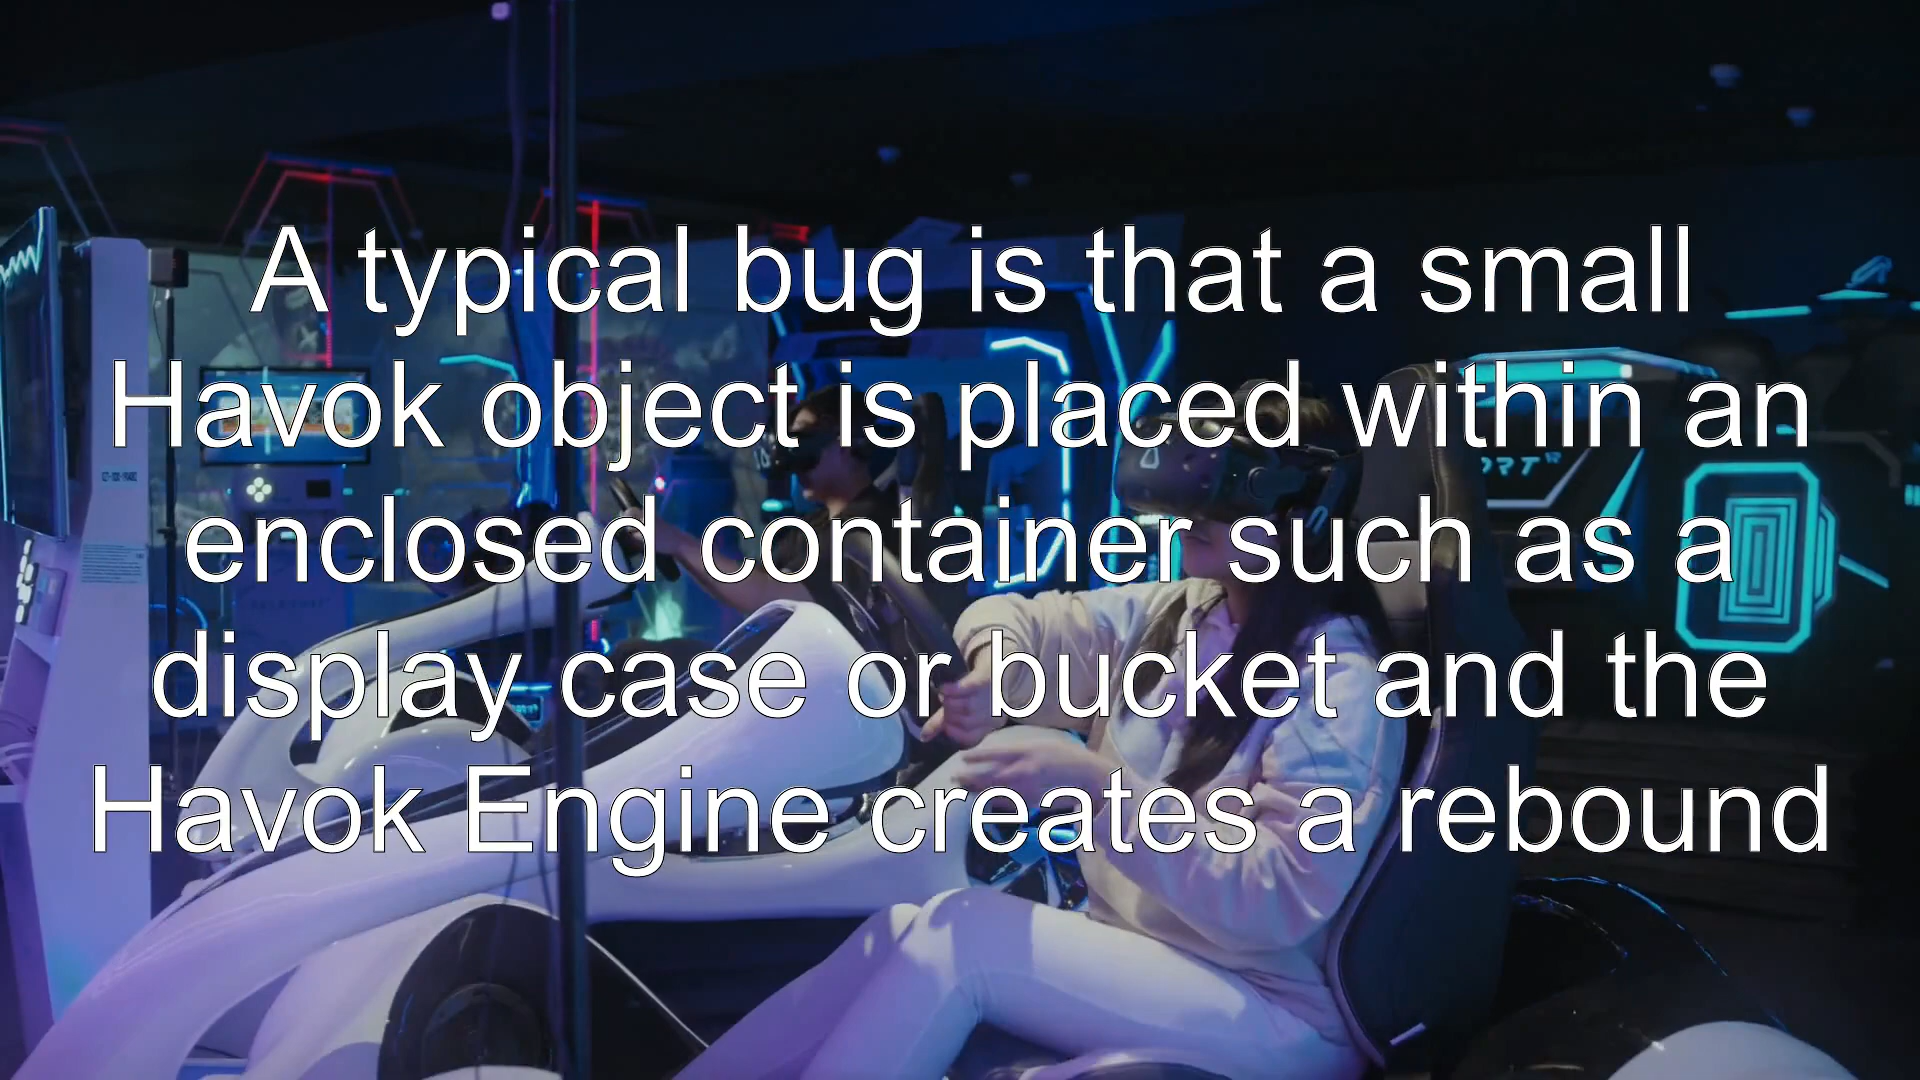 A typical bug is that a small
Havok object is placed within an
enclosed container such as a
display case or bucket and the
Havok Engine creates a rebound